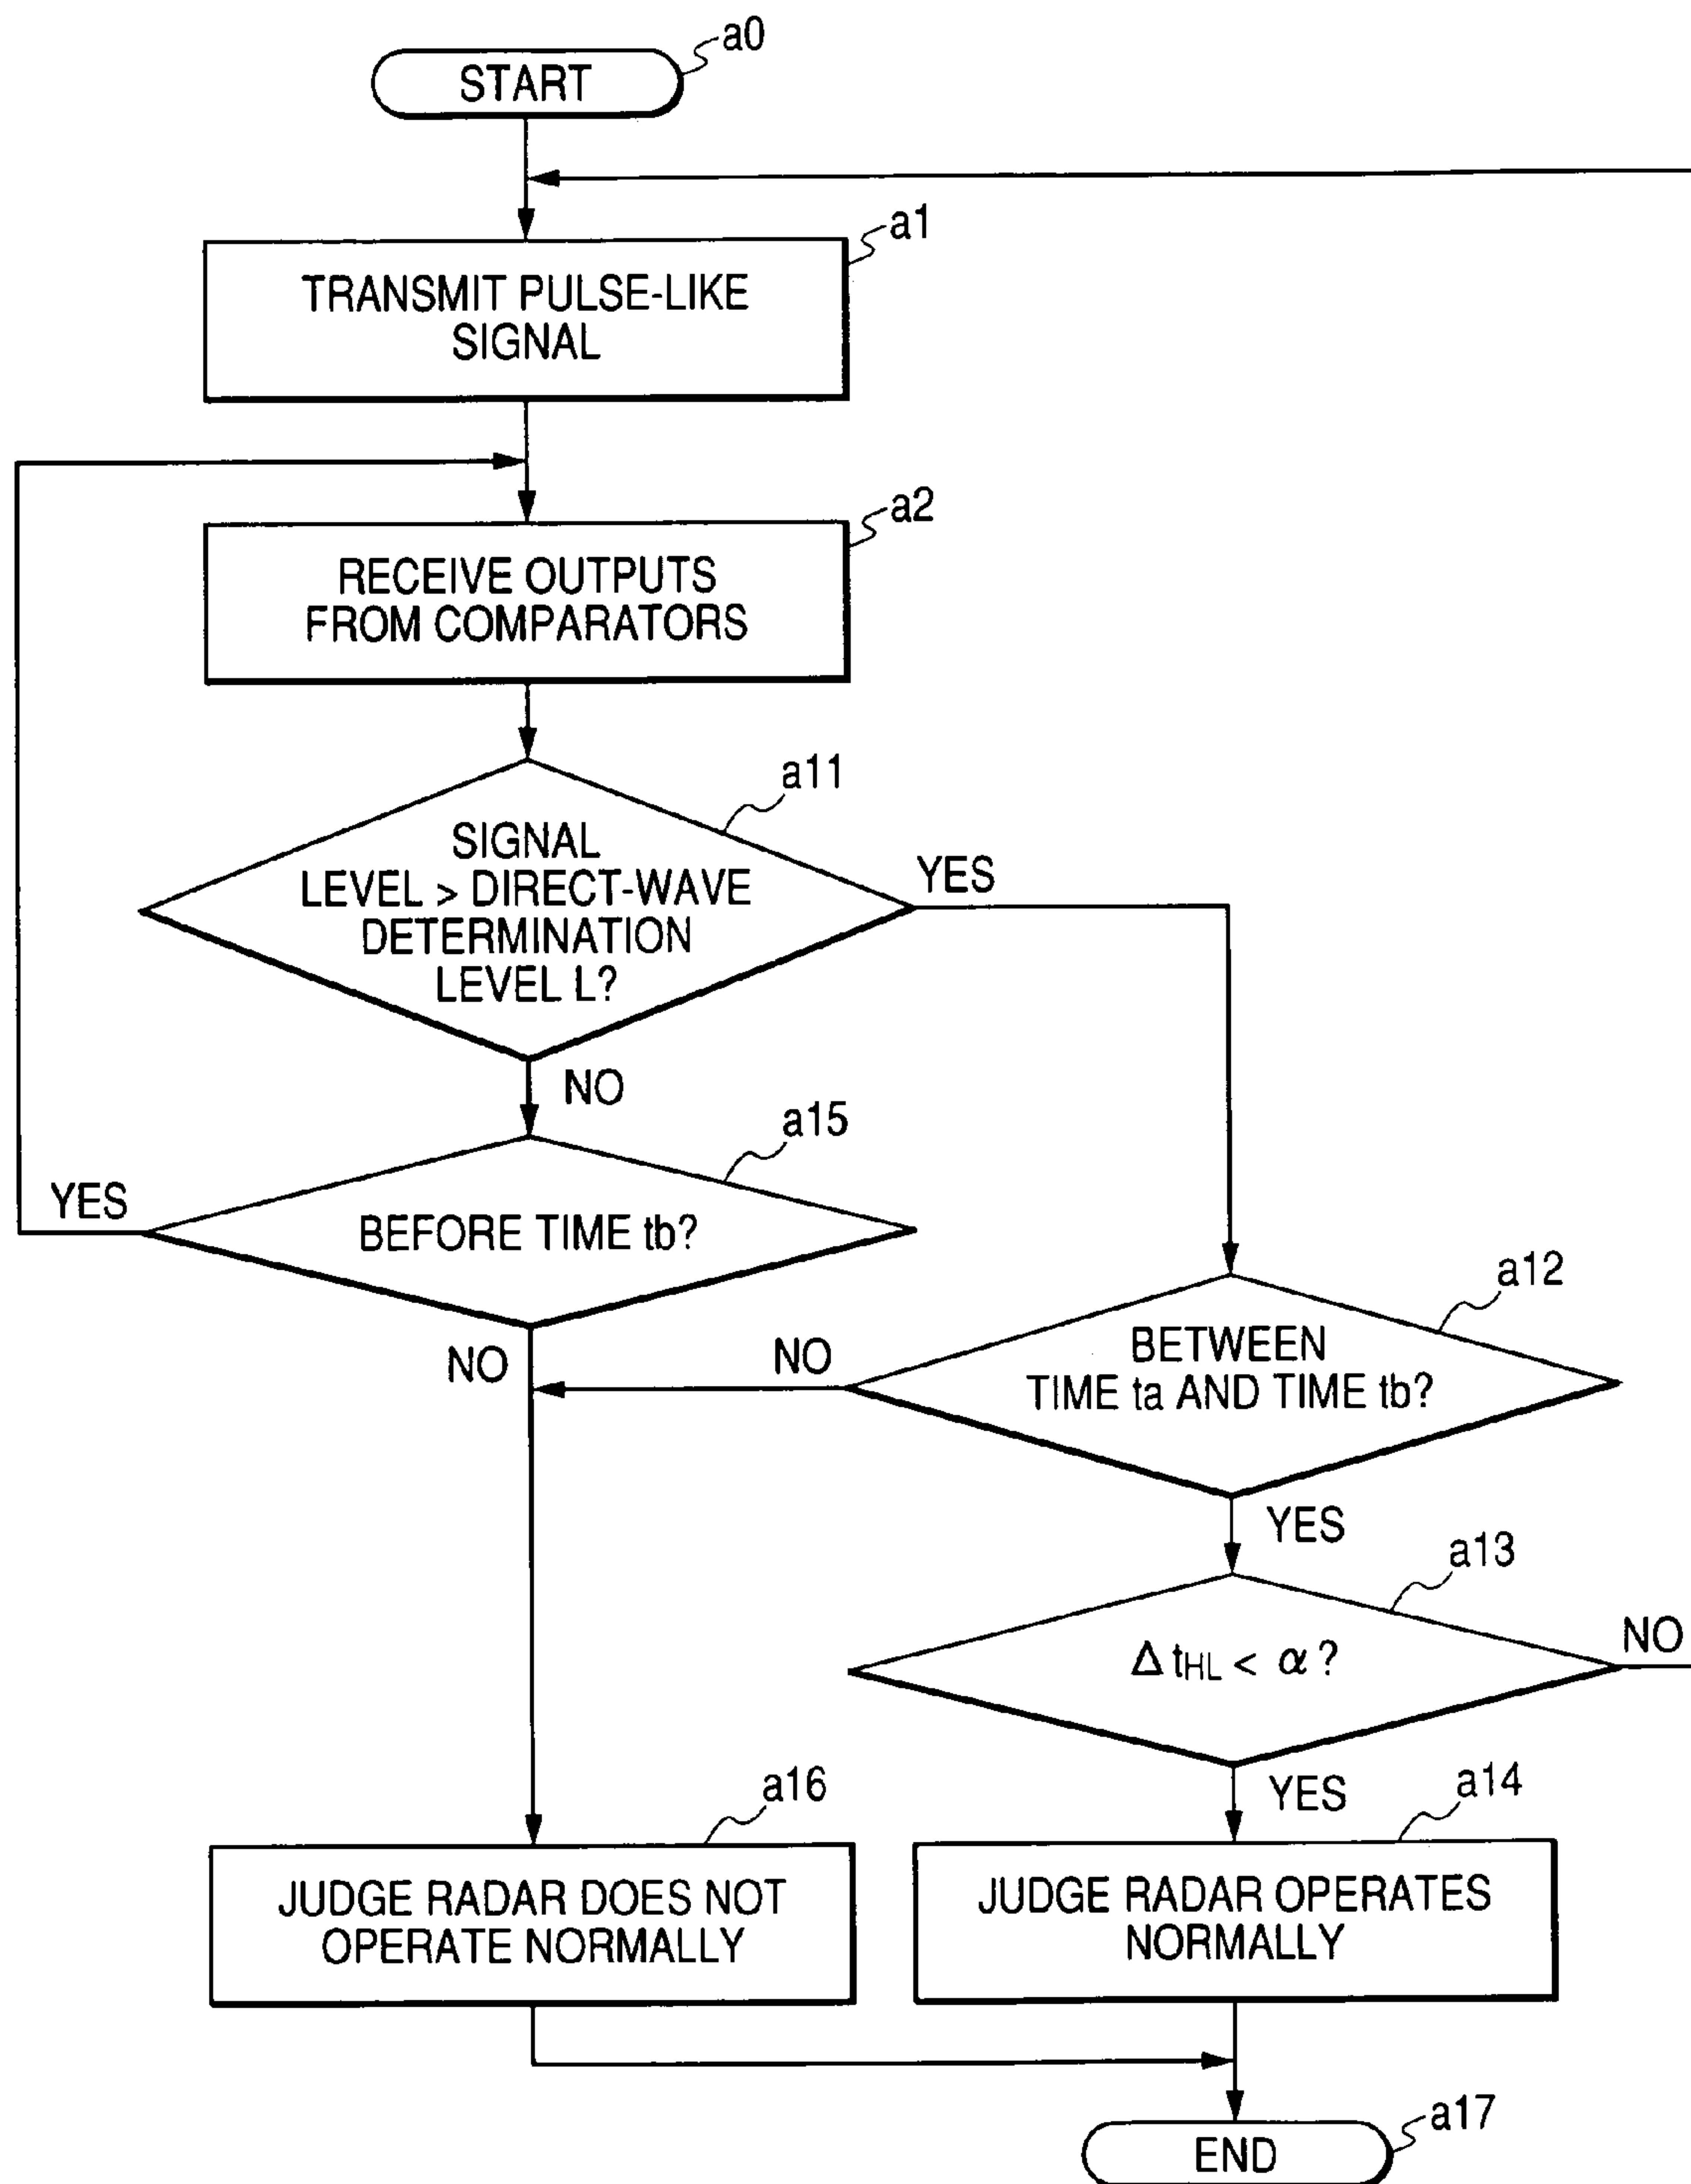 a0
START
a1
TRANSMIT PULSE-LIKE
SIGNAL
a2
RECEIVE OUTPUTS
FROM COMPARATORS
a11
SIGNAL
LEVEL > DIRECT-WAVE
DETERMINATION
LEVEL L?
YES
NO
a15
YES
BEFORE TIME tb?
NO
a12
NO
BETWEEN
TIME ta AND TIME tb?
YES
a13
Δ tHL < α ?
NO
YES
a16
JUDGE RADAR DOES NOT
OPERATE NORMALLY
a14
JUDGE RADAR OPERATES
NORMALLY
a17
END